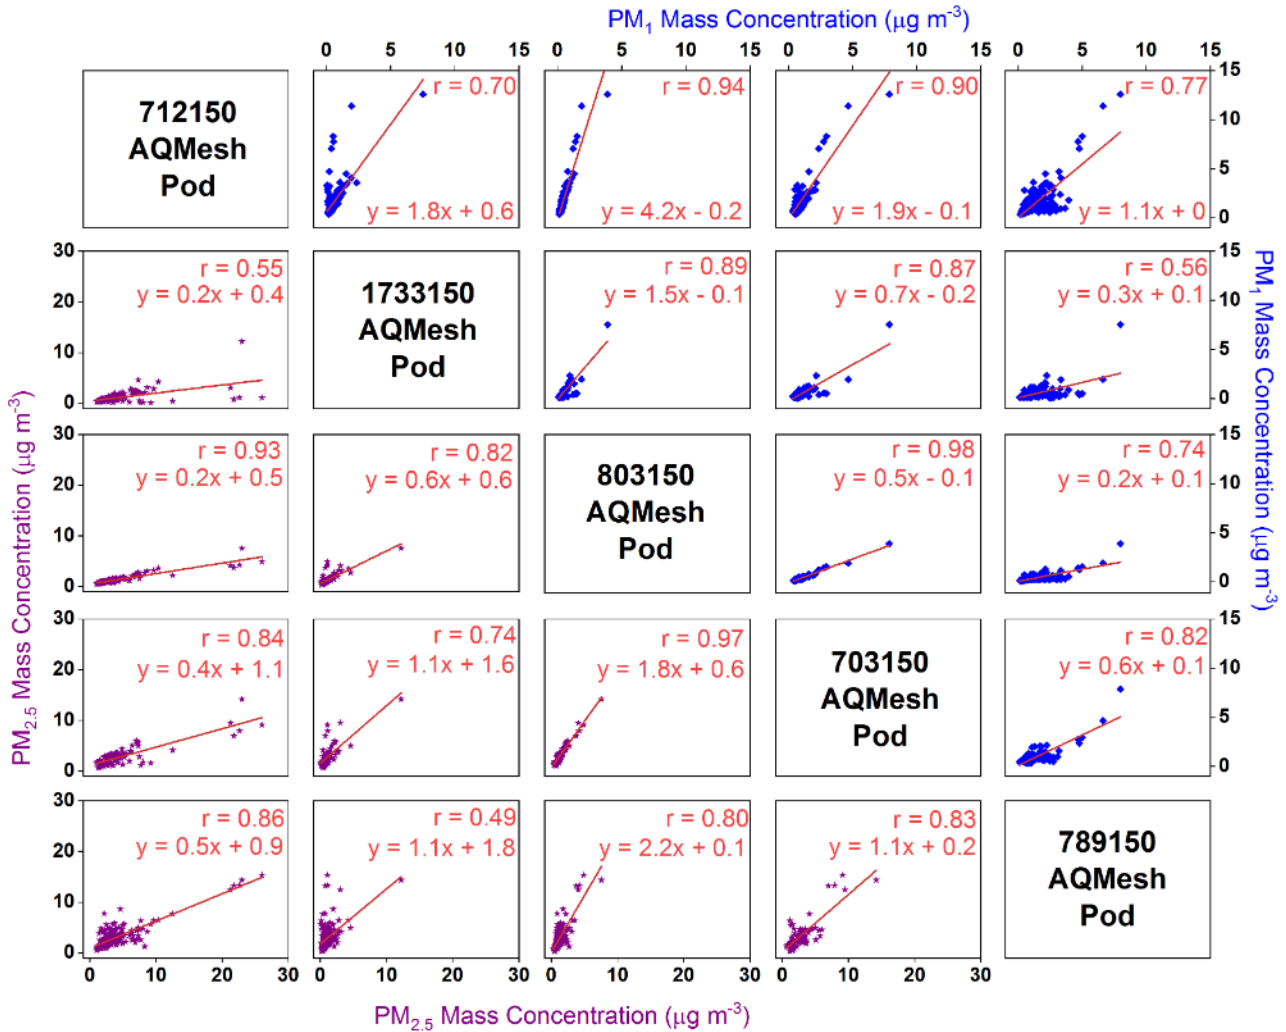 PM1 Mass Concentration (μg m-3)
0 5 10 15 0 5 10 15 0 5 10 15 0 5 10 15
712150
AQMesh
Pod
r = 0.70
y = 1.8x + 0.6
r = 0.94
y = 4.2x - 0.2
r = 0.90
y = 1.9x - 0.1
r = 0.77
y = 1.1x + 0
15
10
5
0
30
20
10
0
r = 0.55
y = 0.2x + 0.4
1733150
AQMesh
Pod
r = 0.89
y = 1.5x - 0.1
r = 0.87
y = 0.7x - 0.2
r = 0.56
y = 0.3x + 0.1
15
10
5
0
PM1 Mass Concentration (μg m-3)
PM2.5 Mass Concentration (μg m-3)
30
20
10
0
r = 0.93
y = 0.2x + 0.5
r = 0.82
y = 0.6x + 0.6
803150
AQMesh
Pod
r = 0.98
y = 0.5x - 0.1
r = 0.74
y = 0.2x + 0.1
15
10
5
0
30
20
10
0
r = 0.84
y = 0.4x + 1.1
r = 0.74
y = 1.1x + 1.6
r = 0.97
y = 1.8x + 0.6
703150
AQMesh
Pod
r = 0.82
y = 0.6x + 0.1
15
10
5
0
30
20
10
0
r = 0.86
y = 0.5x + 0.9
r = 0.49
y = 1.1x + 1.8
r = 0.80
y = 2.2x + 0.1
r = 0.83
y = 1.1x + 0.2
789150
AQMesh
Pod
0 10 20 30 0 10 20 30 0 10 20 30 0 10 20 30
PM2.5 Mass Concentration (μg m-3)